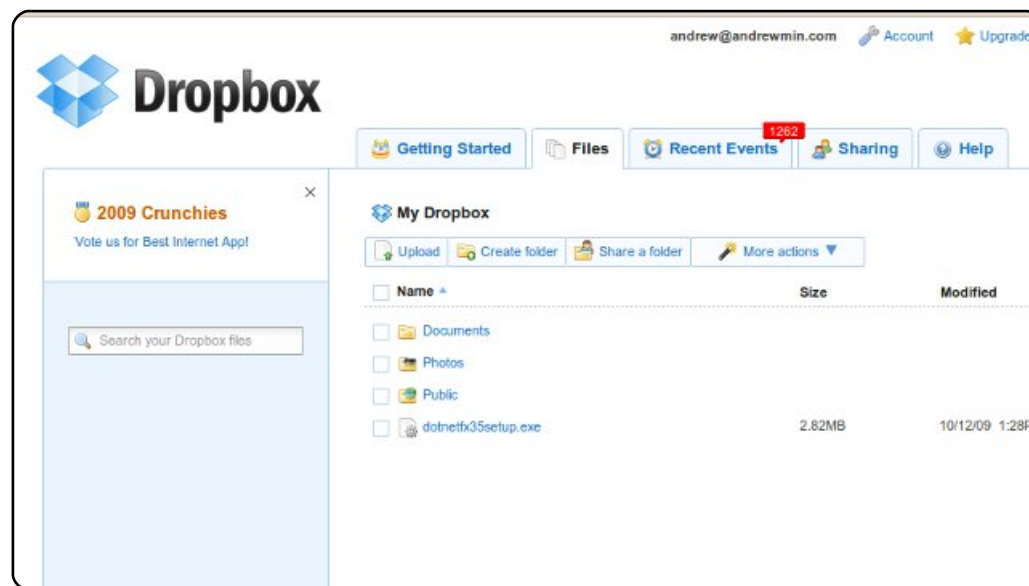 andrew@andrewmin.com Account Upgrade
Dropbox
Getting Started Files Recent Events 1262 Sharing Help
2009 Crunchies
Vote us for Best Internet App!
Search your Dropbox files
My Dropbox
Upload Create folder Share a folder More actions
Name Size Modified
Documents
Photos
Public
dotnetfx35setup.exe 2.82MB 10/12/09 1:28P